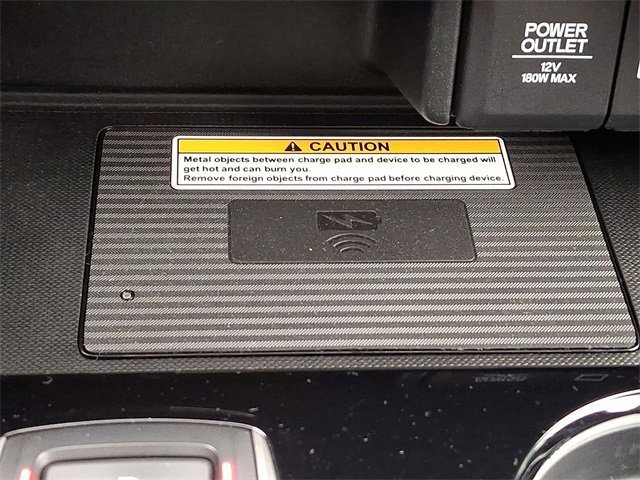 POWER
OUTLET
12V
180W MAX
CAUTION
Metal objects between charge pad and device to be charged will
get hot and can burn you.
Remove foreign objects from charge pad before charging device.